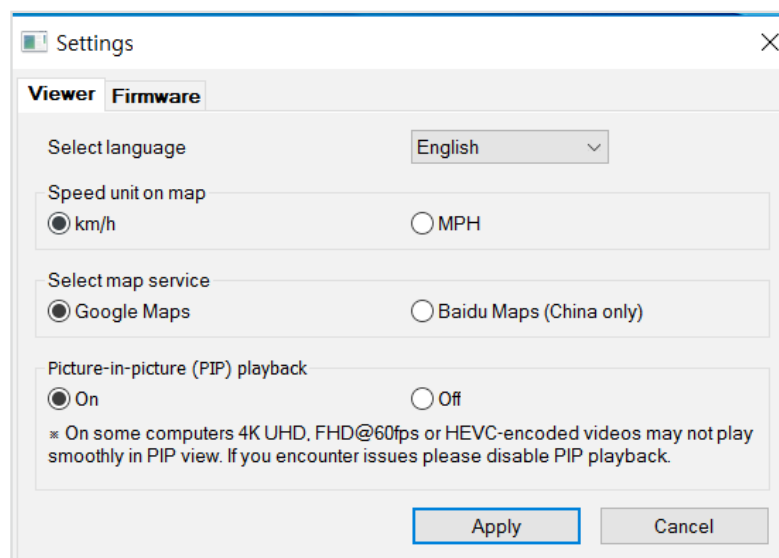 Settings
Viewer Firmware
Select language English
Speed unit on map
km/h MPH
Select map service
Google Maps Baidu Maps (China only)
Picture-in-picture (PIP) playback
On Off
※ On some computers 4K UHD, FHD@60fps or HEVC-encoded videos may not play
smoothly in PIP view. If you encounter issues please disable PIP playback.
Apply Cancel